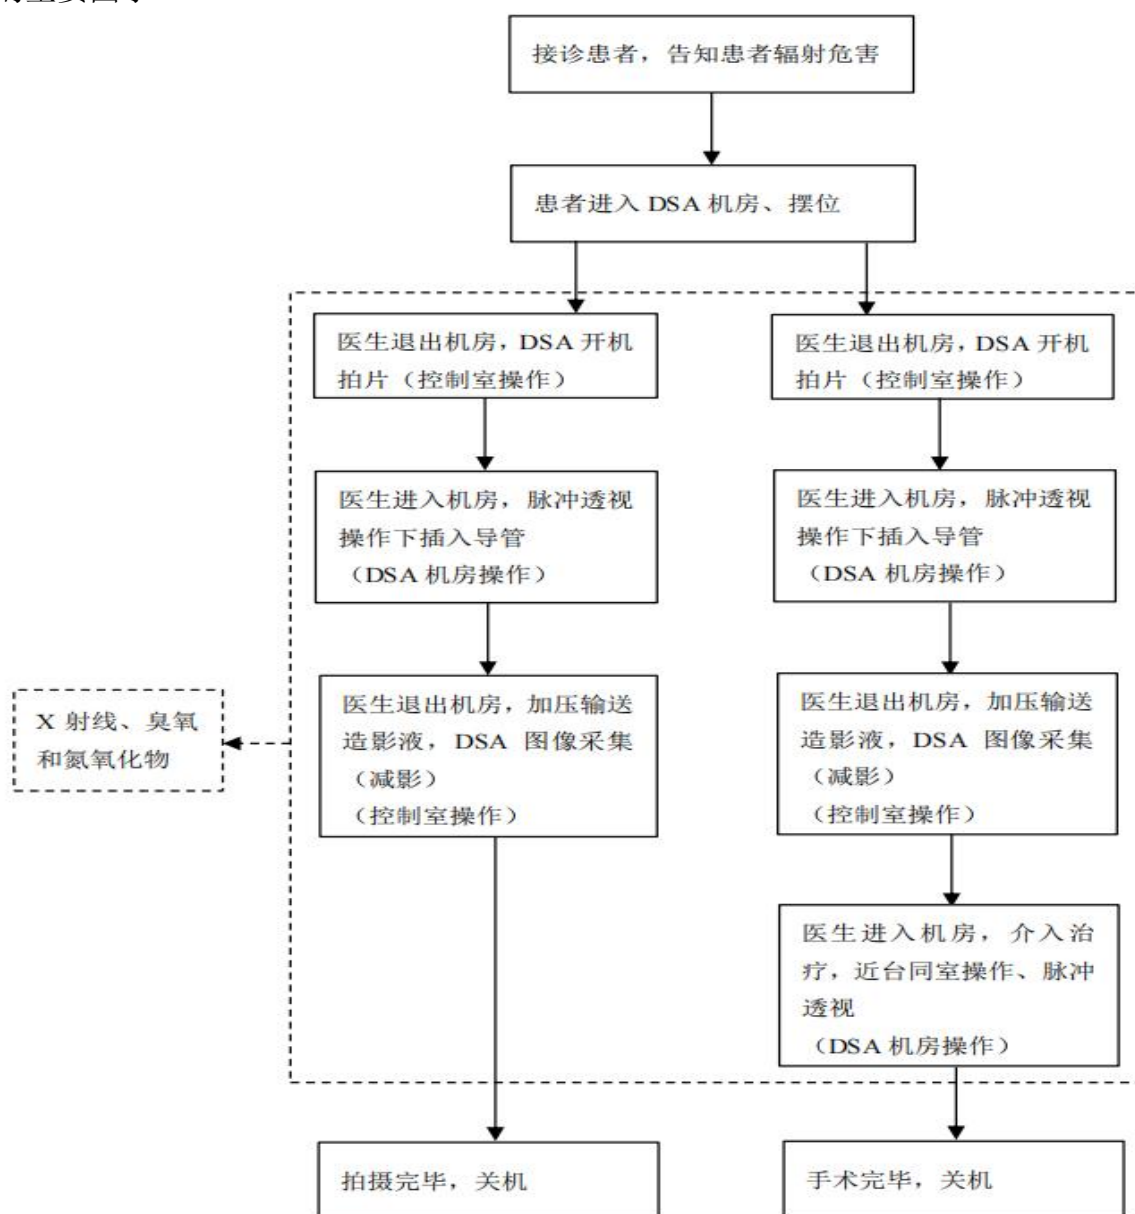 接诊患者，告知患者辐射危害
患者进入 DSA 机房、摆位
医生退出机房，DSA 开机
拍片（控制室操作）
医生进入机房，脉冲透视
操作下插入导管
（DSA 机房操作）
医生退出机房，加压输送
造影液，DSA 图像采集
（减影）
（控制室操作）
拍摄完毕，关机
医生退出机房，DSA 开机
拍片（控制室操作）
医生进入机房，脉冲透视
操作下插入导管
（DSA 机房操作）
医生退出机房，加压输送
造影液，DSA 图像采集
（减影）
（控制室操作）
医生进入机房，介入治
疗，近台同室操作、脉冲
透视
（DSA 机房操作）
手术完毕，关机
X 射线、臭氧
和氮氧化物